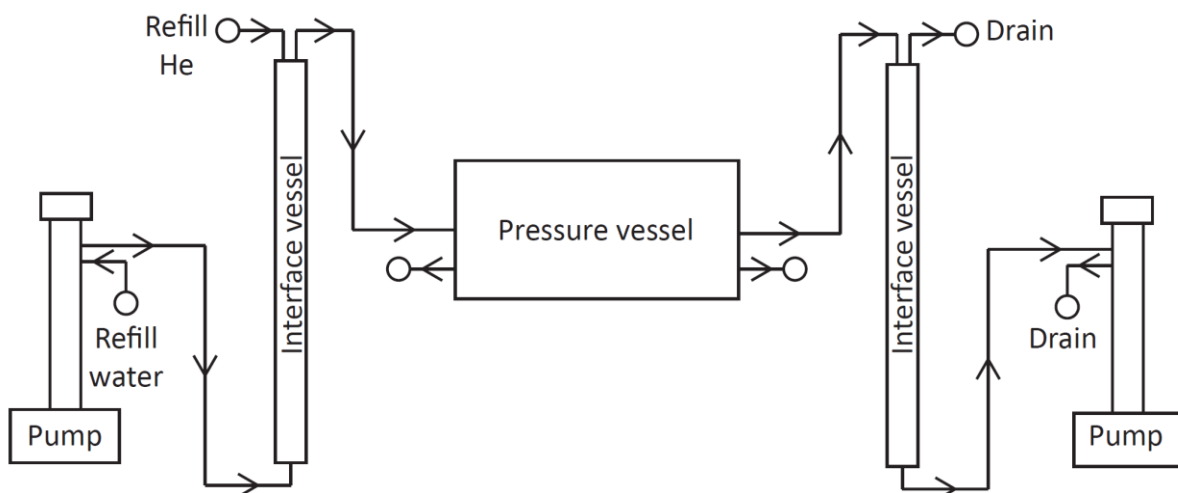 Refill
He
Drain
Interface vessel
Pressure vessel
Interface vessel
Refill
water
Drain
Pump
Pump